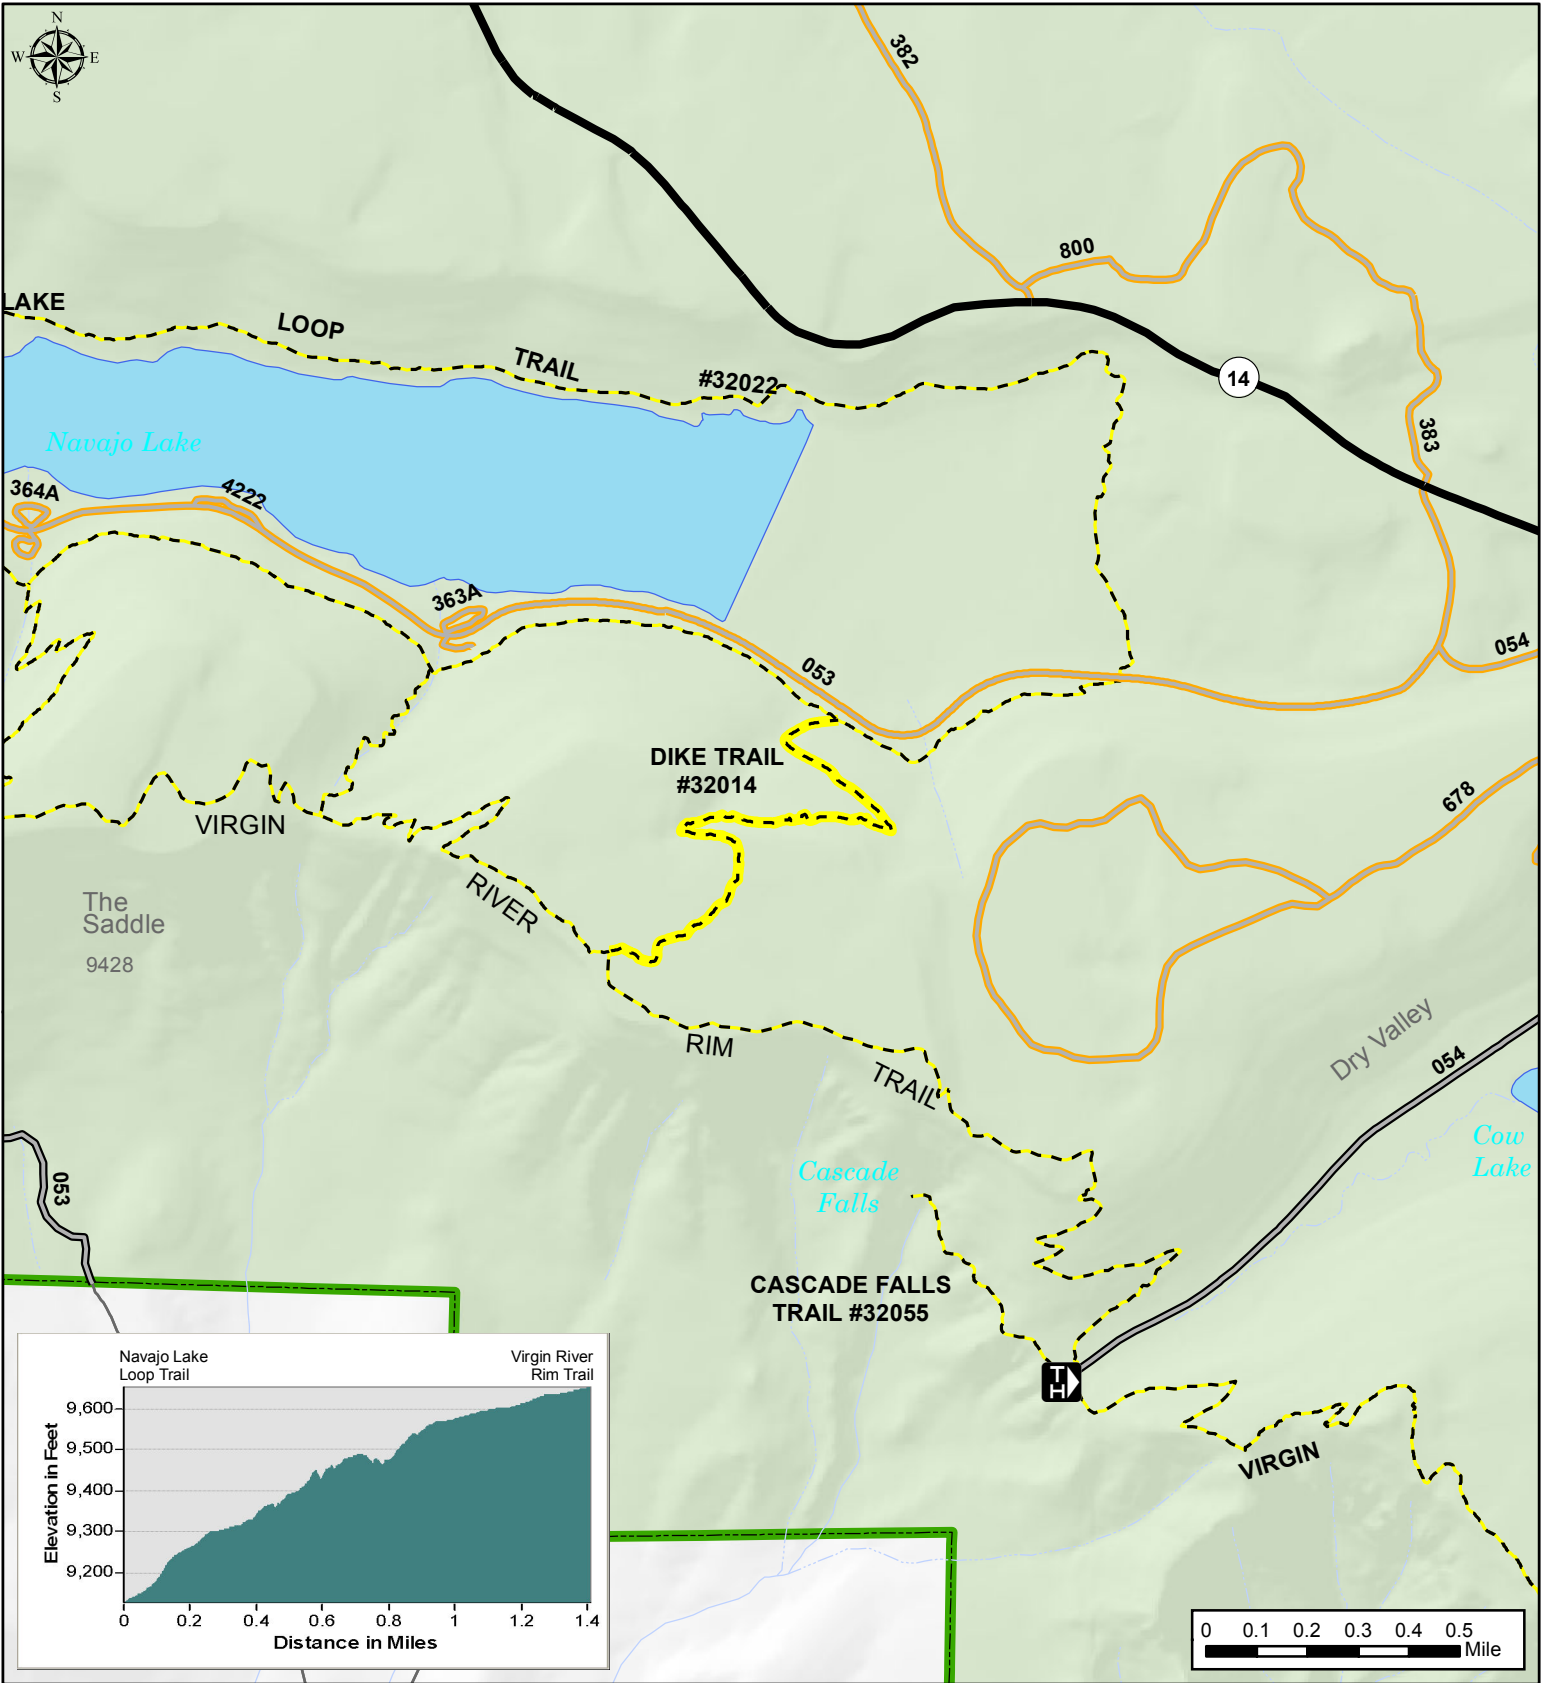 N
W
E
S
382
800
LAKE
LOOP
TRAIL
#32022
14
383
Navajo Lake
364A
4222
363A
053
054
DIKE TRAIL
#32014
678
VIRGIN
RIVER
The
Saddle
9428
RIM
TRAIL
Dry Valley
054
Cow
Lake
053
Cascade
Falls
CASCADE FALLS
TRAIL #32055
T
H
VIRGIN
Navajo Lake
Loop Trail
Virgin River
Rim Trail
Elevation in Feet
9,600
9,500
9,400
9,300
9,200
0 0.2 0.4 0.6 0.8 1 1.2 1.4
Distance in Miles
0 0.1 0.2 0.3 0.4 0.5
Mile